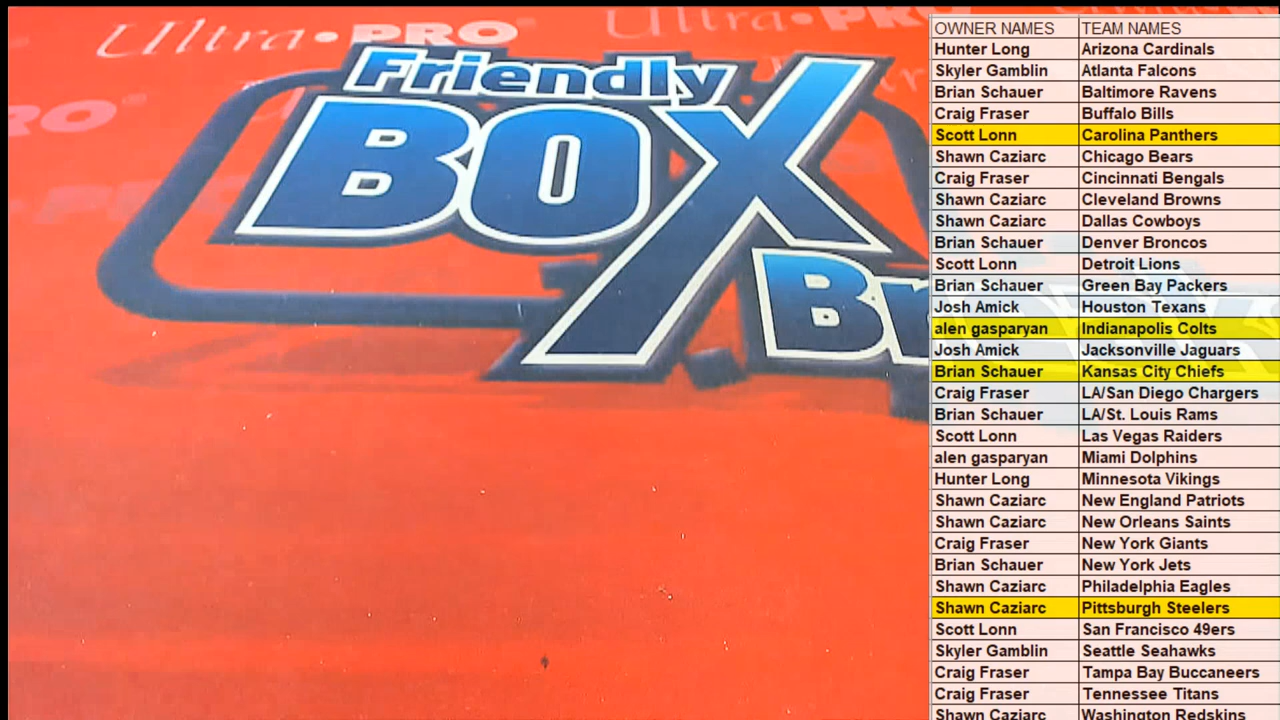 Ultra•PRO
Ultra•PRO
PRO
Friendly
BOX
Br
OWNER NAMES TEAM NAMES
Hunter Long Arizona Cardinals
Skyler Gamblin Atlanta Falcons
Brian Schauer Baltimore Ravens
Craig Fraser Buffalo Bills
Scott Lonn Carolina Panthers
Shawn Caziarc Chicago Bears
Craig Fraser Cincinnati Bengals
Shawn Caziarc Cleveland Browns
Shawn Caziarc Dallas Cowboys
Brian Schauer Denver Broncos
Scott Lonn Detroit Lions
Brian Schauer Green Bay Packers
Josh Amick Houston Texans
alen gasparyan Indianapolis Colts
Josh Amick Jacksonville Jaguars
Brian Schauer Kansas City Chiefs
Craig Fraser LA/San Diego Chargers
Brian Schauer LA/St. Louis Rams
Scott Lonn Las Vegas Raiders
alen gasparyan Miami Dolphins
Hunter Long Minnesota Vikings
Shawn Caziarc New England Patriots
Shawn Caziarc New Orleans Saints
Craig Fraser New York Giants
Brian Schauer New York Jets
Shawn Caziarc Philadelphia Eagles
Shawn Caziarc Pittsburgh Steelers
Scott Lonn San Francisco 49ers
Skyler Gamblin Seattle Seahawks
Craig Fraser Tampa Bay Buccaneers
Craig Fraser Tennessee Titans
Shawn Caziarc Washington Redskins